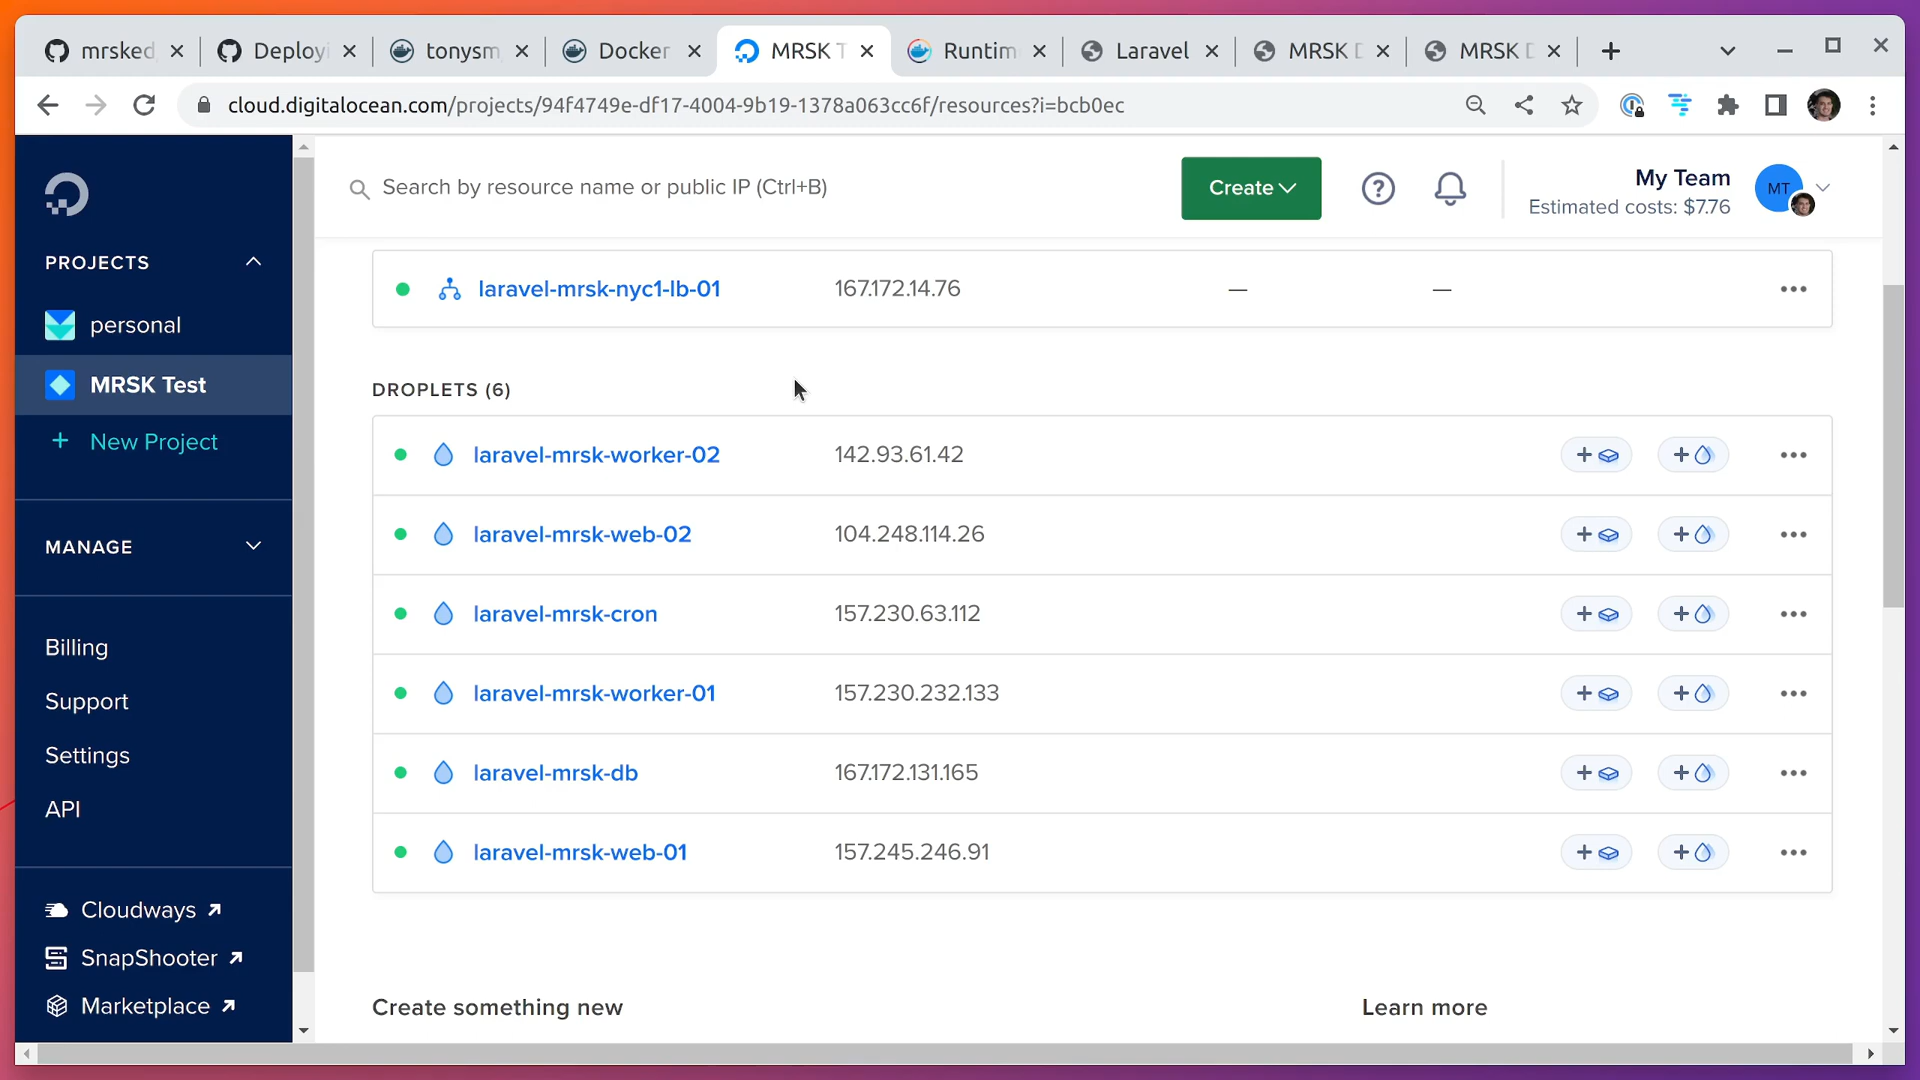 mrsked
Deployi
tonysm
Docker
MRSK T
Runtim
Laravel
MRSK D
MRSK D
cloud.digitalocean.com/projects/94f4749e-df17-4004-9b19-1378a063cc6f/resources?i=bcb0ec
PROJECTS
personal
MRSK Test
+ New Project
MANAGE
Billing
Support
Settings
API
Cloudways
SnapShooter
Marketplace
Search by resource name or public IP (Ctrl+B)
Create
?
My Team
Estimated costs: $7.76
MT
laravel-mrsk-nyc1-lb-01 167.172.14.76 — —
DROPLETS (6)
laravel-mrsk-worker-02 142.93.61.42
laravel-mrsk-web-02 104.248.114.26
laravel-mrsk-cron 157.230.63.112
laravel-mrsk-worker-01 157.230.232.133
laravel-mrsk-db 167.172.131.165
laravel-mrsk-web-01 157.245.246.91
Create something new
Learn more